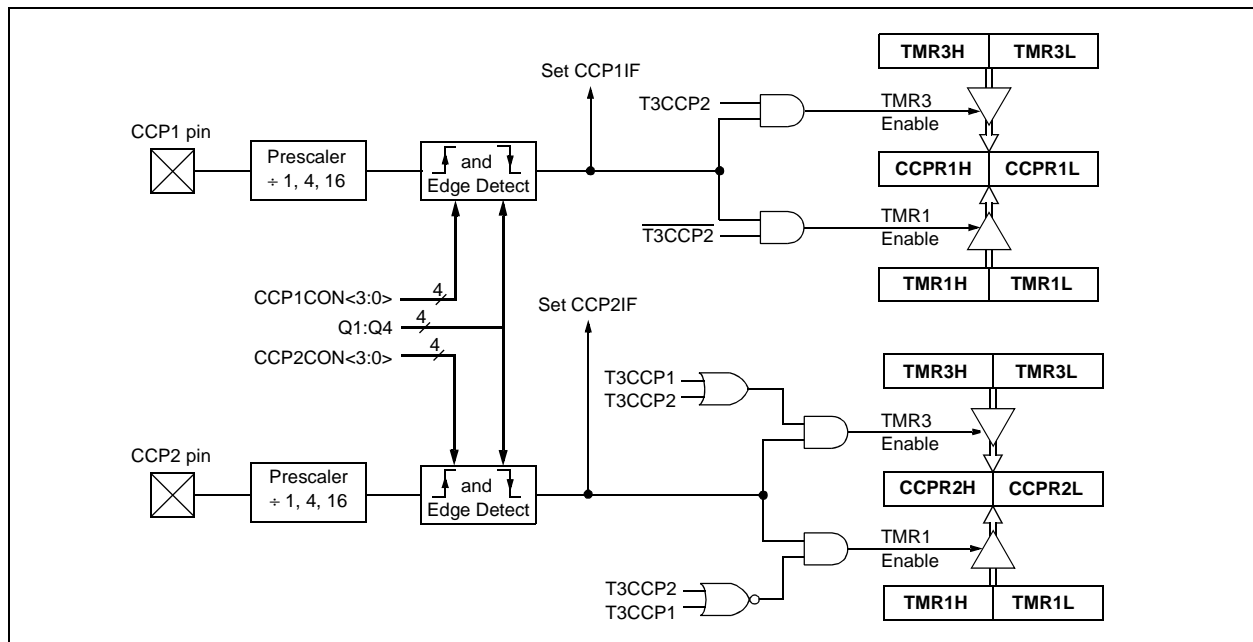 TMR3H TMR3L
Set CCP1IF
T3CCP2
TMR3
Enable
CCP1 pin
Prescaler
÷ 1, 4, 16
and
Edge Detect
CCPR1H CCPR1L
T3CCP2
TMR1
Enable
TMR1H TMR1L
CCP1CON<3:0> 4
Q1:Q4 4
CCP2CON<3:0> 4
Set CCP2IF
TMR3H TMR3L
T3CCP1
T3CCP2
TMR3
Enable
CCP2 pin
Prescaler
÷ 1, 4, 16
and
Edge Detect
CCPR2H CCPR2L
TMR1
Enable
T3CCP2
T3CCP1
TMR1H TMR1L